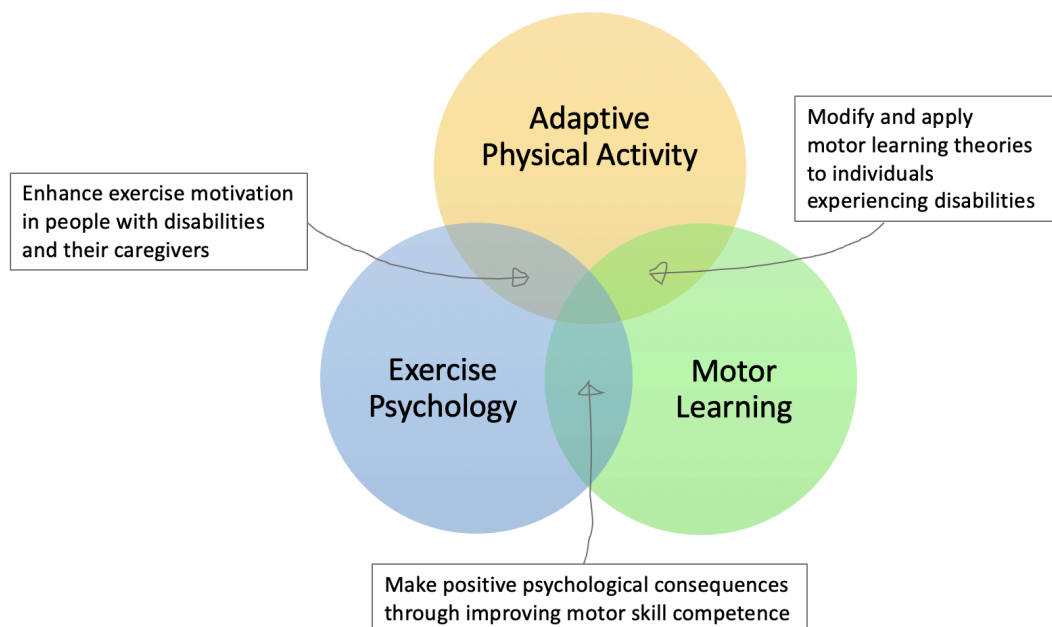 Adaptive
Physical Activity
Modify and apply
motor learning theories
to individuals
experiencing disabilities
Enhance exercise motivation
in people with disabilities
and their caregivers
Exercise
Psychology
Motor
Learning
Make positive psychological consequences
through improving motor skill competence